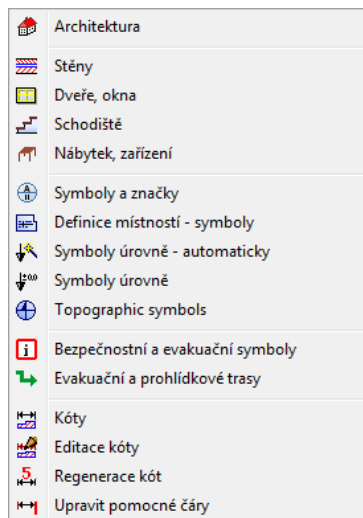 Architektura
Stěny
Dveře, okna
Schodiště
Nábytek, zařízení
Symboly a značky
Definice místností - symboly
Symboly úrovně - automaticky
Symboly úrovně
Topographic symbols
Bezpečnostní a evakuační symboly
Evakuační a prohlídkové trasy
Kóty
Editace kóty
5
Regenerace kót
Upravit pomocné čáry